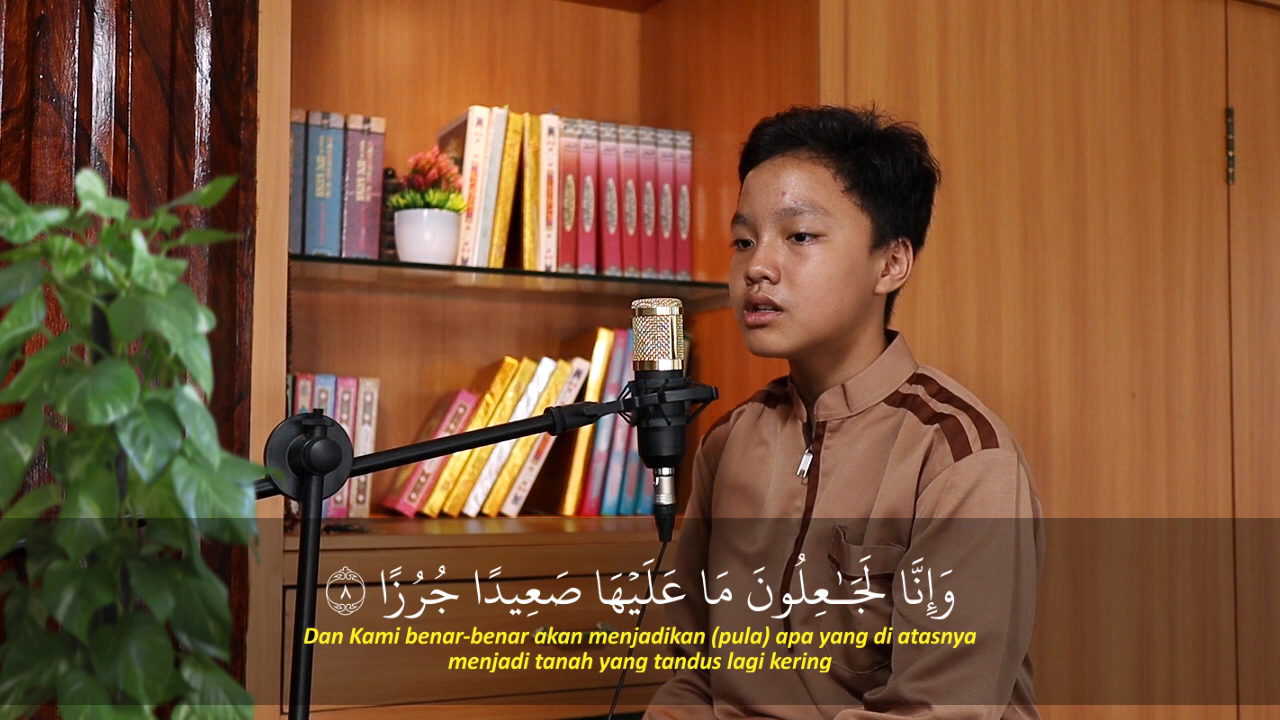 وَإِنَّا لَجَـٰعِلُونَ مَا عَلَيْهَا صَعِيدًا جُرُزًا ۝٨
Dan Kami benar-benar akan menjadikan (pula) apa yang di atasnya
menjadi tanah yang tandus lagi kering